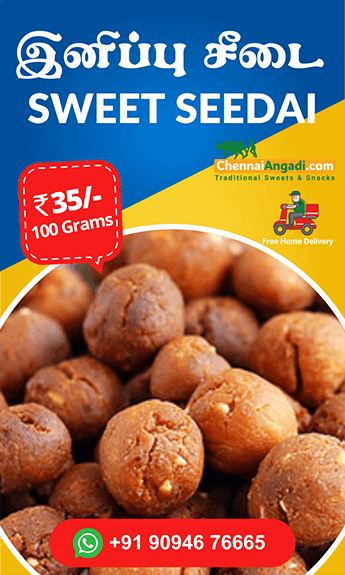 இனிப்பு சீடை
SWEET SEEDAI
ChennaiAngadi.com
Traditional Sweets & Snacks
₹35/-
100 Grams
Free Home Delivery
+91 90946 76665